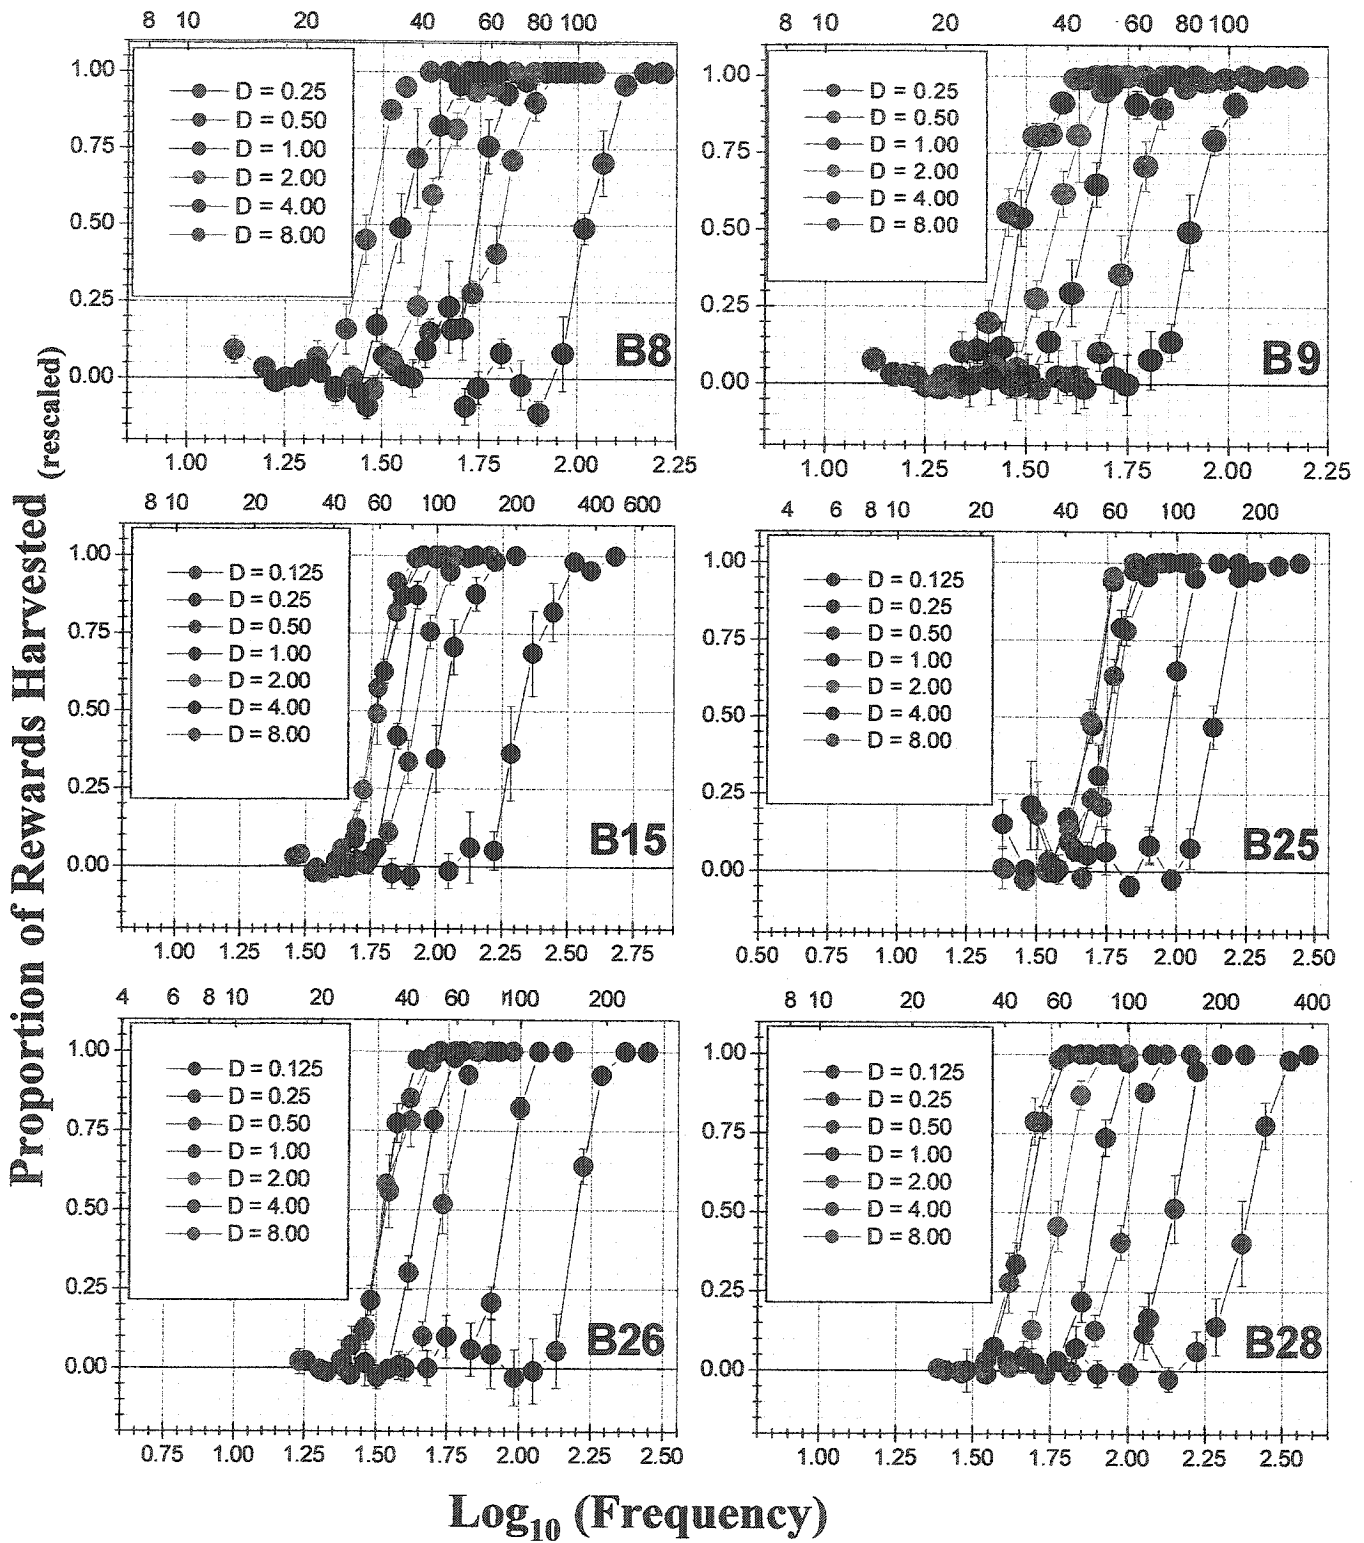 8 10 20 40 60 80 100
1.00
0.75
0.50
0.25
0.00
D = 0.25
D = 0.50
D = 1.00
D = 2.00
D = 4.00
D = 8.00
B8
1.00 1.25 1.50 1.75 2.00 2.25
8 10 20 40 60 80 100
1.00
0.75
0.50
0.25
0.00
D = 0.25
D = 0.50
D = 1.00
D = 2.00
D = 4.00
D = 8.00
B9
1.00 1.25 1.50 1.75 2.00 2.25
Proportion of Rewards Harvested (rescaled)
8 10 20 40 60 100 200 400 600
1.00
0.75
0.50
0.25
0.00
D = 0.125
D = 0.25
D = 0.50
D = 1.00
D = 2.00
D = 4.00
D = 8.00
B15
1.00 1.25 1.50 1.75 2.00 2.25 2.50 2.75
4 6 8 10 20 40 60 100 200
1.00
0.75
0.50
0.25
0.00
D = 0.125
D = 0.25
D = 0.50
D = 1.00
D = 2.00
D = 4.00
D = 8.00
B25
0.50 0.75 1.00 1.25 1.50 1.75 2.00 2.25 2.50
4 6 8 10 20 40 60 100 200
1.00
0.75
0.50
0.25
0.00
D = 0.125
D = 0.25
D = 0.50
D = 1.00
D = 2.00
D = 4.00
D = 8.00
B26
0.75 1.00 1.25 1.50 1.75 2.00 2.25 2.50
8 10 20 40 60 100 200 400
1.00
0.75
0.50
0.25
0.00
D = 0.125
D = 0.25
D = 0.50
D = 1.00
D = 2.00
D = 4.00
D = 8.00
B28
1.00 1.25 1.50 1.75 2.00 2.25 2.50
Log10 (Frequency)